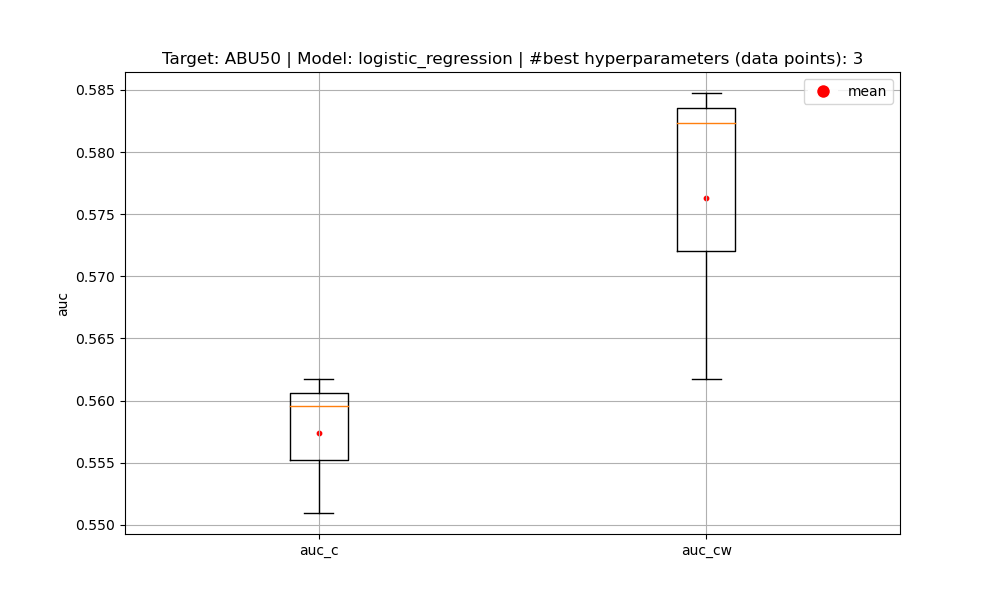 Target: ABU50 | Model: logistic_regression | #best hyperparameters (data points): 3
mean
0.585
0.580
0.575
0.570
0.565
0.560
0.555
0.550
auc
auc_c
auc_cw